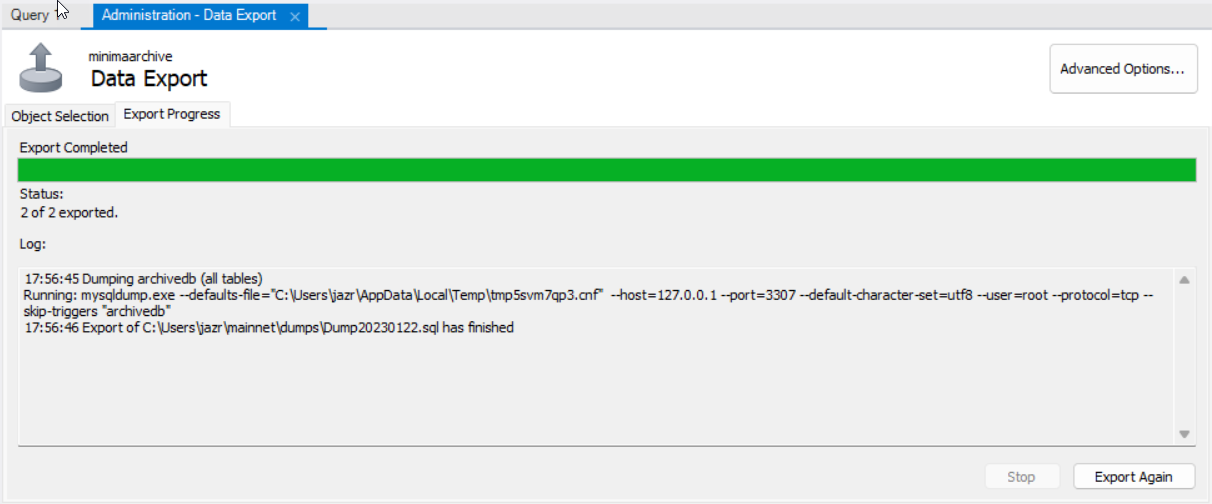 Query 1
Administration - Data Export
minimaarchive
Data Export
Advanced Options...
Object Selection
Export Progress
Export Completed
Status:
2 of 2 exported.
Log:
17:56:45 Dumping archivedb (all tables)
Running: mysqldump.exe --defaults-file="C:\Users\jazr\AppData\Local\Temp\tmp5svm7qp3.cnf"  --host=127.0.0.1 --port=3307 --default-character-set=utf8 --user=root --protocol=tcp --
skip-triggers "archivedb"
17:56:46 Export of C:\Users\jazr\mainnet\dumps\Dump20230122.sql has finished
Stop
Export Again